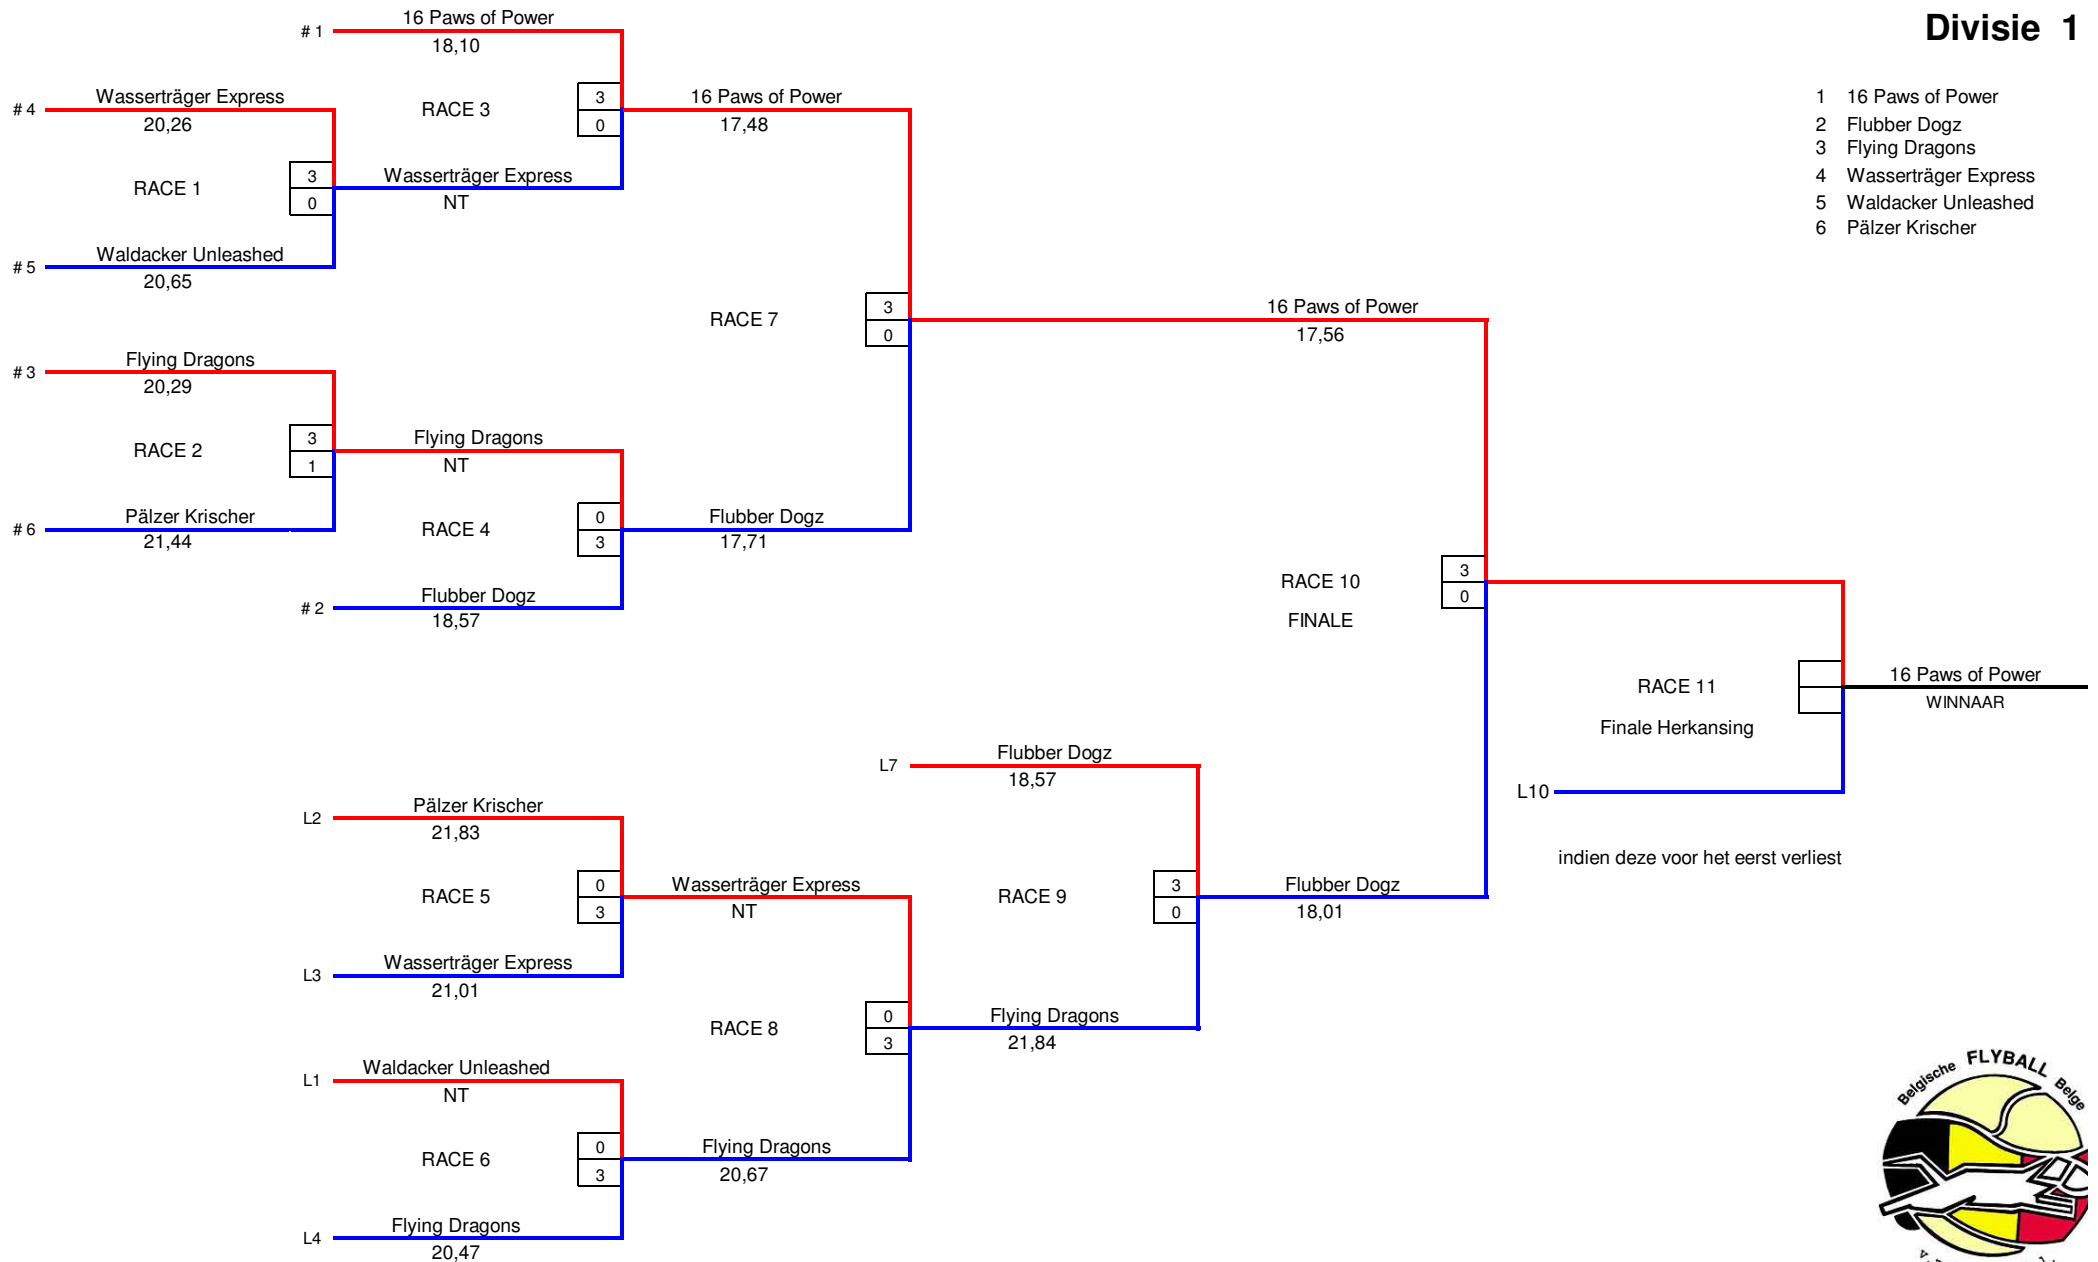 Divisie 1
1 16 Paws of Power
2 Flubber Dogz
3 Flying Dragons
4 Wasserträger Express
5 Waldacker Unleashed
6 Pälzer Krischer
# 1
16 Paws of Power
18,10
# 4
Wasserträger Express
20,26
RACE 3
3
0
16 Paws of Power
17,48
RACE 1
3
0
Wasserträger Express
NT
# 5
Waldacker Unleashed
20,65
RACE 7
3
0
16 Paws of Power
17,56
# 3
Flying Dragons
20,29
RACE 2
3
1
Flying Dragons
NT
# 6
Pälzer Krischer
21,44
RACE 4
0
3
Flubber Dogz
17,71
# 2
Flubber Dogz
18,57
RACE 10
FINALE
3
0
RACE 11
Finale Herkansing
16 Paws of Power
WINNAAR
L10
indien deze voor het eerst verliest
L7
Flubber Dogz
18,57
L2
Pälzer Krischer
21,83
RACE 5
0
3
Wasserträger Express
NT
RACE 9
3
0
Flubber Dogz
18,01
L3
Wasserträger Express
21,01
RACE 8
0
3
Flying Dragons
21,84
L1
Waldacker Unleashed
NT
RACE 6
0
3
Flying Dragons
20,67
L4
Flying Dragons
20,47
Belgische FLYBALL Belge